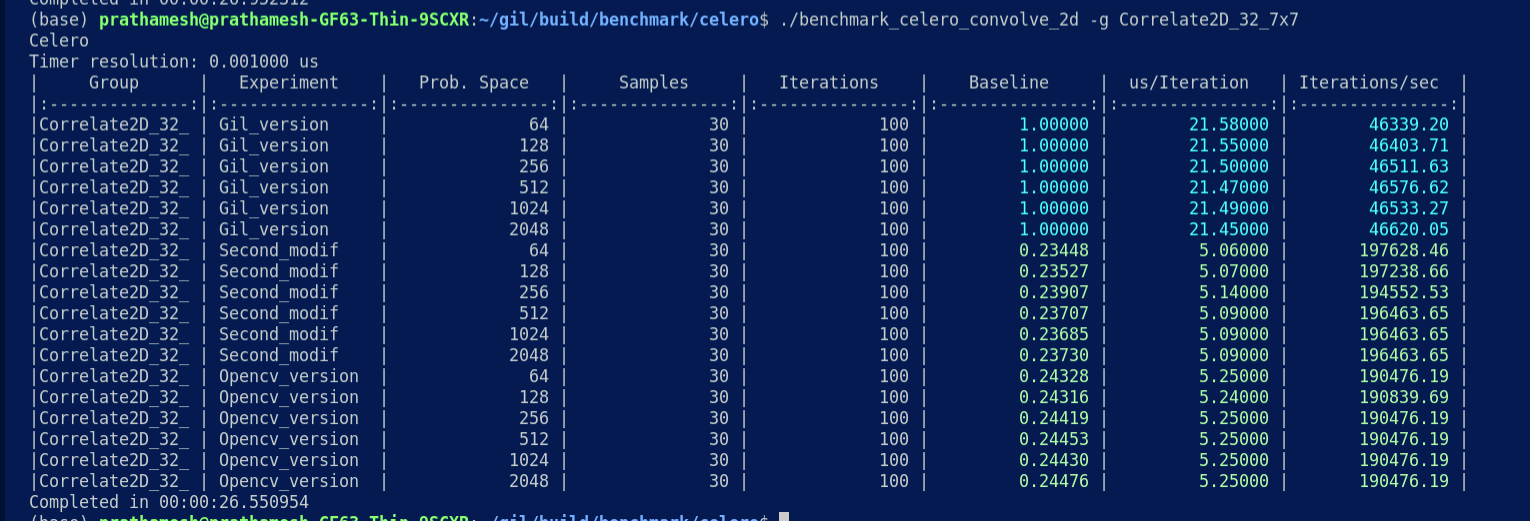 Completed in 00:00:28.952512
(base) prathamesh@prathamesh-GF63-Thin-9SCXR:~/gil/build/benchmark/celero$ ./benchmark_celero_convolve_2d -g Correlate2D_32_7x7
Celero
Timer resolution: 0.001000 us
| Group | Experiment | Prob. Space | Samples | Iterations | Baseline | us/Iteration | Iterations/sec |
|:--------------:|:---------------:|:---------------:|:---------------:|:---------------:|:---------------:|:---------------:|:---------------:|
|Correlate2D_32_ | Gil_version | 64 | 30 | 100 | 1.00000 | 21.58000 | 46339.20 |
|Correlate2D_32_ | Gil_version | 128 | 30 | 100 | 1.00000 | 21.55000 | 46403.71 |
|Correlate2D_32_ | Gil_version | 256 | 30 | 100 | 1.00000 | 21.50000 | 46511.63 |
|Correlate2D_32_ | Gil_version | 512 | 30 | 100 | 1.00000 | 21.47000 | 46576.62 |
|Correlate2D_32_ | Gil_version | 1024 | 30 | 100 | 1.00000 | 21.49000 | 46533.27 |
|Correlate2D_32_ | Gil_version | 2048 | 30 | 100 | 1.00000 | 21.45000 | 46620.05 |
|Correlate2D_32_ | Second_modif | 64 | 30 | 100 | 0.23448 | 5.06000 | 197628.46 |
|Correlate2D_32_ | Second_modif | 128 | 30 | 100 | 0.23527 | 5.07000 | 197238.66 |
|Correlate2D_32_ | Second_modif | 256 | 30 | 100 | 0.23907 | 5.14000 | 194552.53 |
|Correlate2D_32_ | Second_modif | 512 | 30 | 100 | 0.23707 | 5.09000 | 196463.65 |
|Correlate2D_32_ | Second_modif | 1024 | 30 | 100 | 0.23685 | 5.09000 | 196463.65 |
|Correlate2D_32_ | Second_modif | 2048 | 30 | 100 | 0.23730 | 5.09000 | 196463.65 |
|Correlate2D_32_ | Opencv_version | 64 | 30 | 100 | 0.24328 | 5.25000 | 190476.19 |
|Correlate2D_32_ | Opencv_version | 128 | 30 | 100 | 0.24316 | 5.24000 | 190839.69 |
|Correlate2D_32_ | Opencv_version | 256 | 30 | 100 | 0.24419 | 5.25000 | 190476.19 |
|Correlate2D_32_ | Opencv_version | 512 | 30 | 100 | 0.24453 | 5.25000 | 190476.19 |
|Correlate2D_32_ | Opencv_version | 1024 | 30 | 100 | 0.24430 | 5.25000 | 190476.19 |
|Correlate2D_32_ | Opencv_version | 2048 | 30 | 100 | 0.24476 | 5.25000 | 190476.19 |
Completed in 00:00:26.550954
(base) prathamesh@prathamesh-GF63-Thin-9SCXR:~/gil/build/benchmark/celero$